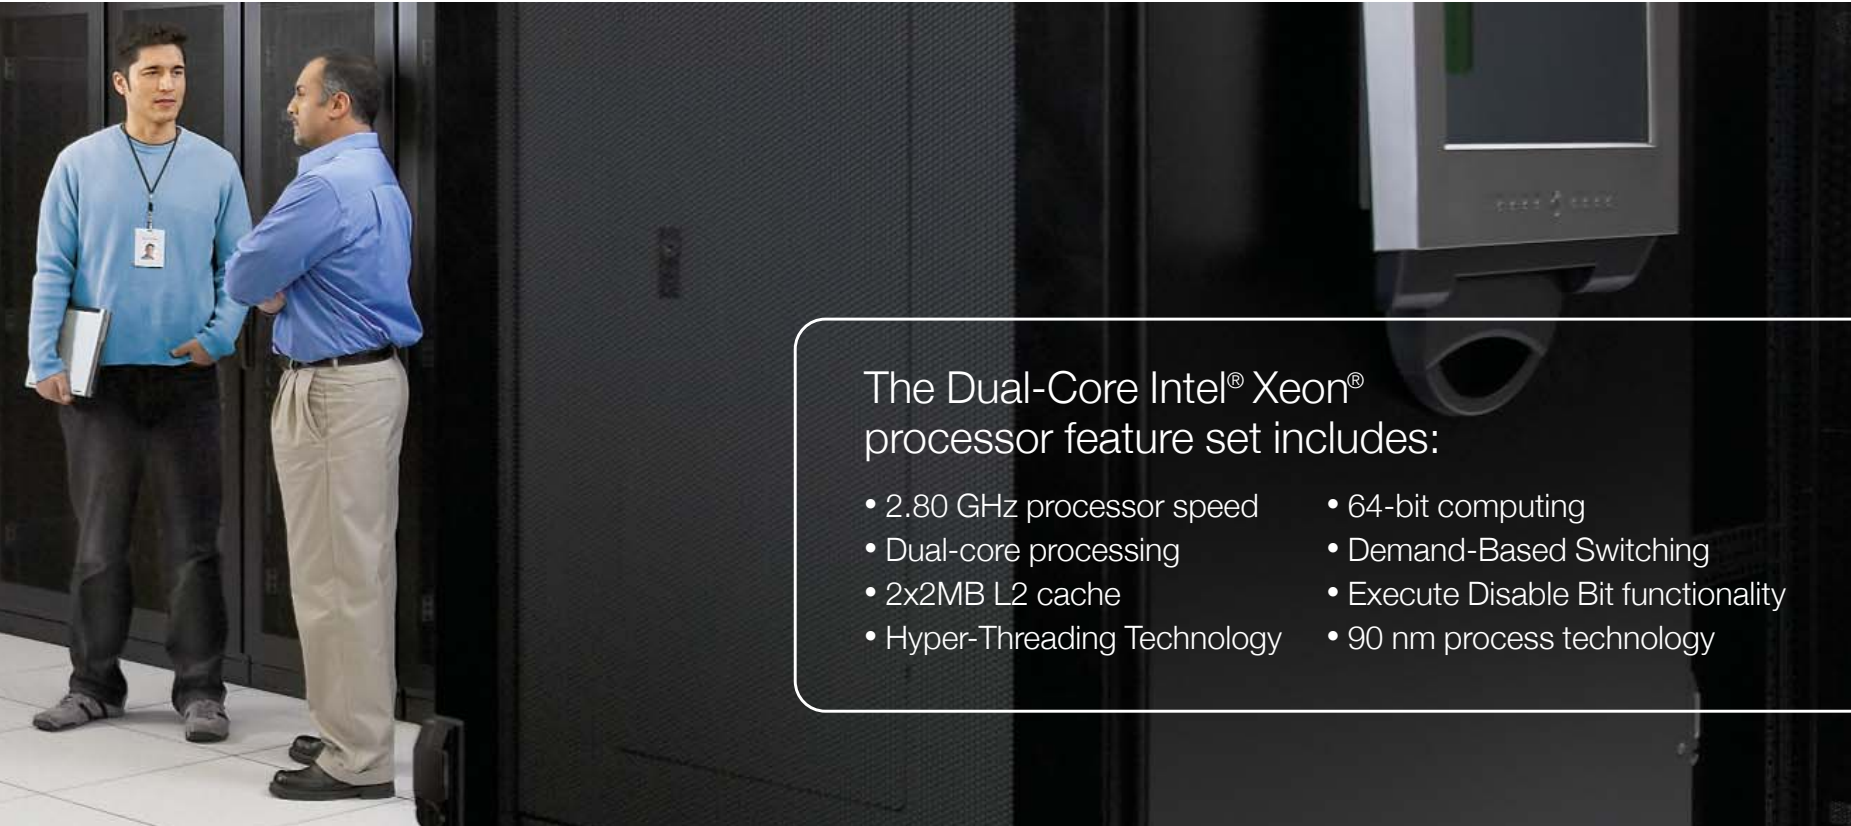 The Dual-Core Intel® Xeon®
processor feature set includes:
• 2.80 GHz processor speed
• Dual-core processing
• 2x2MB L2 cache
• Hyper-Threading Technology
• 64-bit computing
• Demand-Based Switching
• Execute Disable Bit functionality
• 90 nm process technology